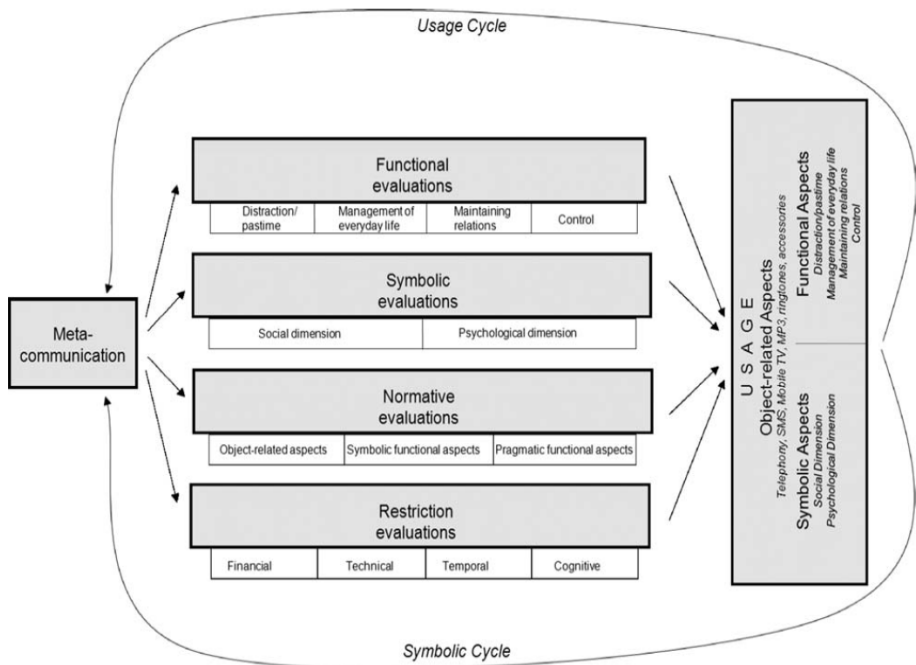 Usage Cycle
Functional
evaluations
Distraction/
pastime
Management of
everyday life
Maintaining
relations
Control
Symbolic
evaluations
Social dimension
Psychological dimension
Meta-
communication
Normative
evaluations
Object-related aspects
Symbolic functional aspects
Pragmatic functional aspects
Restriction
evaluations
Financial
Technical
Temporal
Cognitive
U S A G E
Object-related Aspects
Telephony, SMS, Mobile TV, MP3, ringtones, accessories
Symbolic Aspects
Social Dimension
Psychological Dimension
Functional Aspects
Distraction/pastime
Management of everyday life
Maintaining relations
Control
Symbolic Cycle